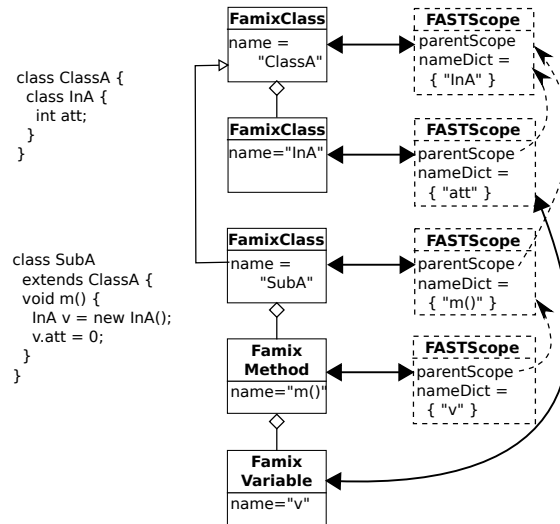 class ClassA {
class InA {
int att;
}
}
class SubA
extends ClassA {
void m() {
InA v = new InA();
v.att = 0;
}
}
FamixClass
name =
"ClassA"
FamixClass
name="InA"
FamixClass
name =
"SubA"
Famix
Method
name="m()"
Famix
Variable
name="v"
FASTScope
parentScope
nameDict =
{ "InA" }
FASTScope
parentScope
nameDict =
{ "att" }
FASTScope
parentScope
nameDict =
{ "m()" }
FASTScope
parentScope
nameDict =
{ "v" }